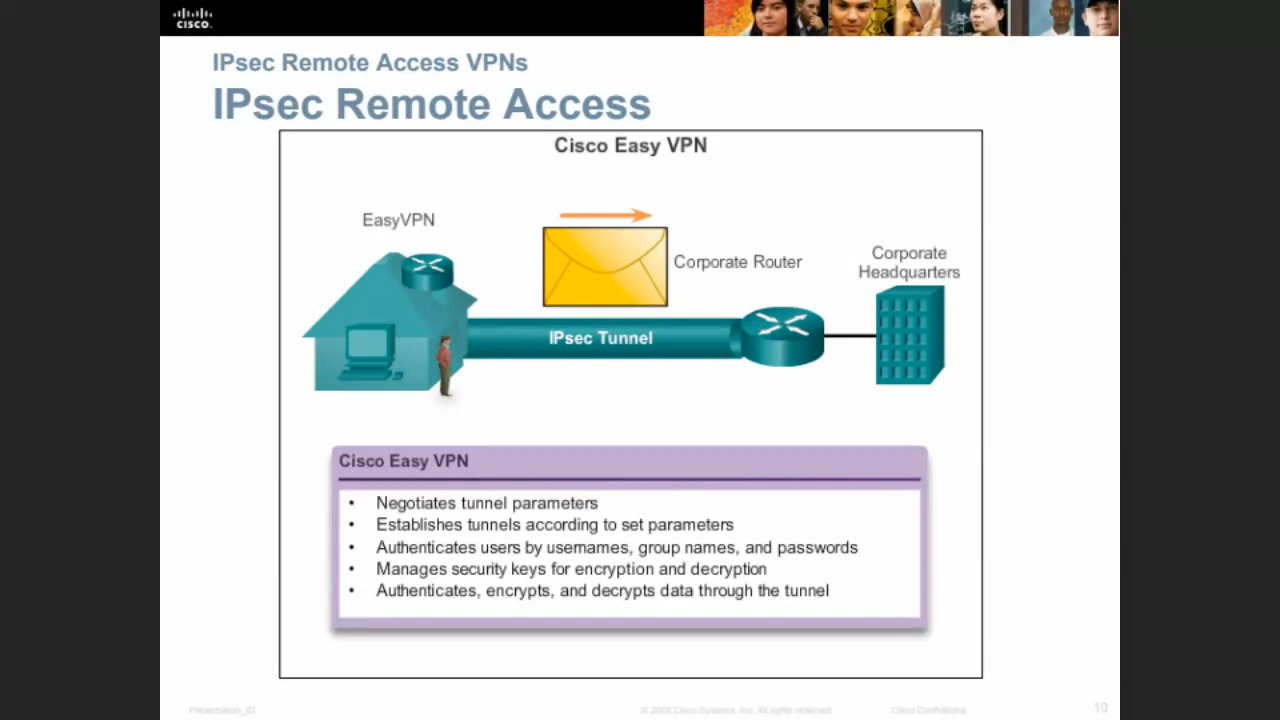 CISCO
IPsec Remote Access VPNs
IPsec Remote Access
Cisco Easy VPN
EasyVPN
Corporate Router
Corporate
Headquarters
IPsec Tunnel
Cisco Easy VPN
• Negotiates tunnel parameters
• Establishes tunnels according to set parameters
• Authenticates users by usernames, group names, and passwords
• Manages security keys for encryption and decryption
• Authenticates, encrypts, and decrypts data through the tunnel
Presentation_ID
Cisco Systems, Inc. All rights reserved.
Cisco Confidential
10